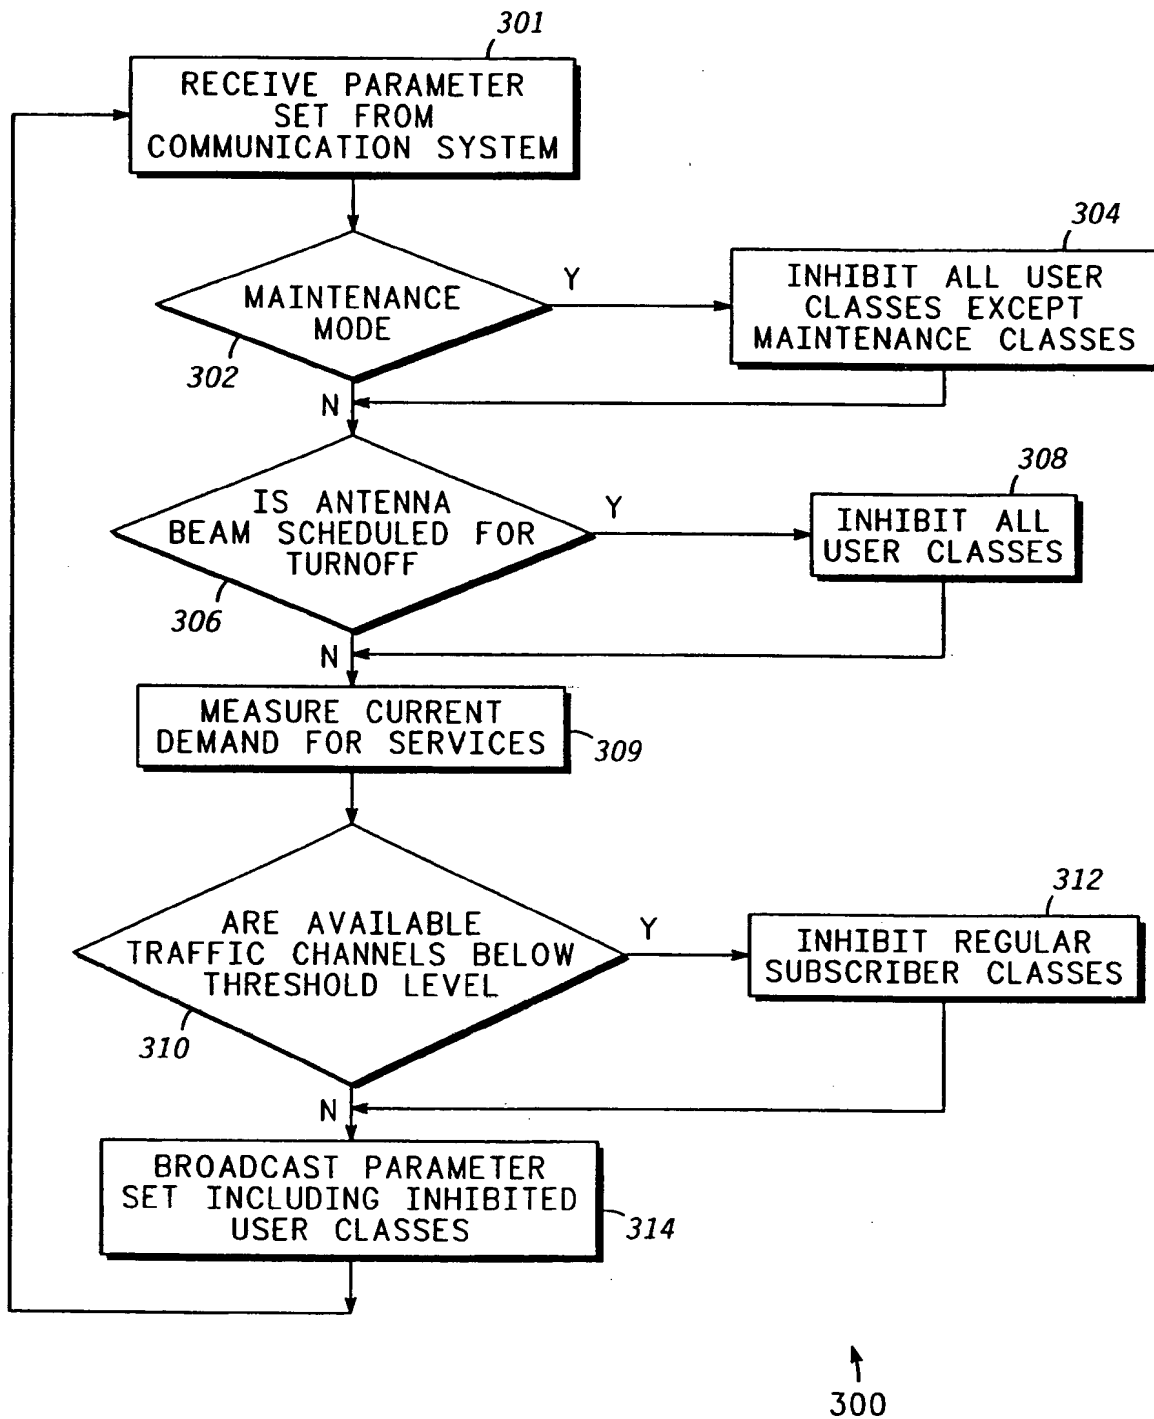 301
RECEIVE PARAMETER
SET FROM
COMMUNICATION SYSTEM
MAINTENANCE
MODE
302
Y
304
INHIBIT ALL USER
CLASSES EXCEPT
MAINTENANCE CLASSES
N
IS ANTENNA
BEAM SCHEDULED FOR
TURNOFF
306
Y
308
INHIBIT ALL
USER CLASSES
N
MEASURE CURRENT
DEMAND FOR SERVICES
309
ARE AVAILABLE
TRAFFIC CHANNELS BELOW
THRESHOLD LEVEL
310
Y
312
INHIBIT REGULAR
SUBSCRIBER CLASSES
N
BROADCAST PARAMETER
SET INCLUDING INHIBITED
USER CLASSES
314
300